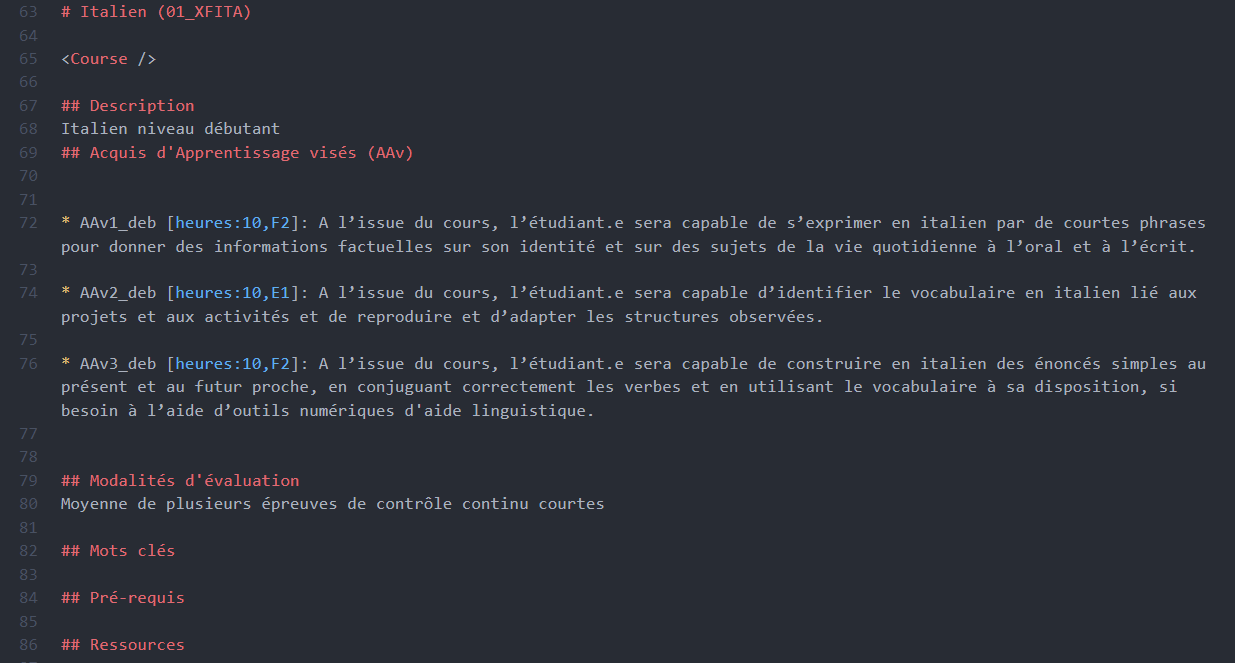 63 # Italien (01_XFITA)
64
65 <Course />
66
67 ## Description
68 Italien niveau débutant
69 ## Acquis d'Apprentissage visés (AAv)
70
71
72 * AAv1_deb [heures:10,F2]: A l’issue du cours, l’étudiant.e sera capable de s’exprimer en italien par de courtes phrases
pour donner des informations factuelles sur son identité et sur des sujets de la vie quotidienne à l’oral et à l’écrit.
73
74 * AAv2_deb [heures:10,E1]: A l’issue du cours, l’étudiant.e sera capable d’identifier le vocabulaire en italien lié aux
projets et aux activités et de reproduire et d’adapter les structures observées.
75
76 * AAv3_deb [heures:10,F2]: A l’issue du cours, l’étudiant.e sera capable de construire en italien des énoncés simples au
présent et au futur proche, en conjuguant correctement les verbes et en utilisant le vocabulaire à sa disposition, si
besoin à l’aide d’outils numériques d'aide linguistique.
77
78
79 ## Modalités d'évaluation
80 Moyenne de plusieurs épreuves de contrôle continu courtes
81
82 ## Mots clés
83
84 ## Pré-requis
85
86 ## Ressources